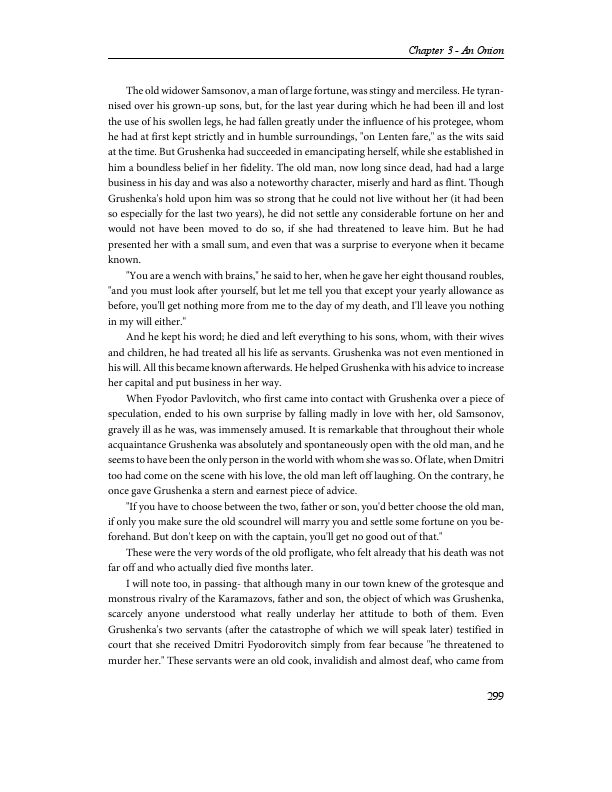 Chapter 3 - An Onion
The old widower Samsonov, a man of large fortune, was stingy and merciless. He tyran-
nised over his grown-up sons, but, for the last year during which he had been ill and lost
the use of his swollen legs, he had fallen greatly under the influence of his protegee, whom
he had at first kept strictly and in humble surroundings, "on Lenten fare," as the wits said
at the time. But Grushenka had succeeded in emancipating herself, while she established in
him a boundless belief in her fidelity. The old man, now long since dead, had had a large
business in his day and was also a noteworthy character, miserly and hard as flint. Though
Grushenka's hold upon him was so strong that he could not live without her (it had been
so especially for the last two years), he did not settle any considerable fortune on her and
would not have been moved to do so, if she had threatened to leave him. But he had
presented her with a small sum, and even that was a surprise to everyone when it became
known.
"You are a wench with brains," he said to her, when he gave her eight thousand roubles,
"and you must look after yourself, but let me tell you that except your yearly allowance as
before, you'll get nothing more from me to the day of my death, and I'll leave you nothing
in my will either."
And he kept his word; he died and left everything to his sons, whom, with their wives
and children, he had treated all his life as servants. Grushenka was not even mentioned in
his will. All this became known afterwards. He helped Grushenka with his advice to increase
her capital and put business in her way.
When Fyodor Pavlovitch, who first came into contact with Grushenka over a piece of
speculation, ended to his own surprise by falling madly in love with her, old Samsonov,
gravely ill as he was, was immensely amused. It is remarkable that throughout their whole
acquaintance Grushenka was absolutely and spontaneously open with the old man, and he
seems to have been the only person in the world with whom she was so. Of late, when Dmitri
too had come on the scene with his love, the old man left off laughing. On the contrary, he
once gave Grushenka a stern and earnest piece of advice.
"If you have to choose between the two, father or son, you'd better choose the old man,
if only you make sure the old scoundrel will marry you and settle some fortune on you be-
forehand. But don't keep on with the captain, you'll get no good out of that."
These were the very words of the old profligate, who felt already that his death was not
far off and who actually died five months later.
I will note too, in passing- that although many in our town knew of the grotesque and
monstrous rivalry of the Karamazovs, father and son, the object of which was Grushenka,
scarcely anyone understood what really underlay her attitude to both of them. Even
Grushenka's two servants (after the catastrophe of which we will speak later) testified in
court that she received Dmitri Fyodorovitch simply from fear because "he threatened to
murder her." These servants were an old cook, invalidish and almost deaf, who came from
299